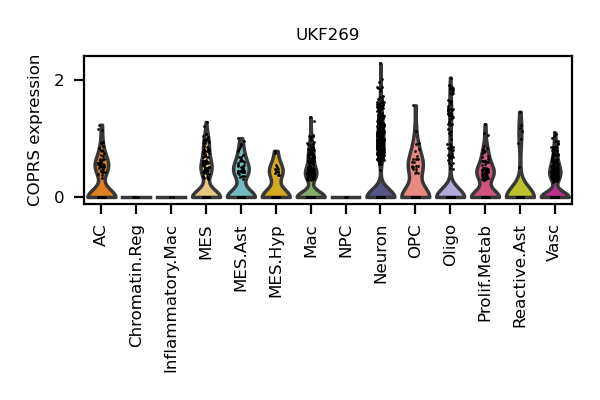 UKF269
COPRS expression
2
0
AC
Chromatin.Reg
Inflammatory.Mac
MES
MES.Ast
MES.Hyp
Mac
NPC
Neuron
OPC
Oligo
Prolif.Metab
Reactive.Ast
Vasc